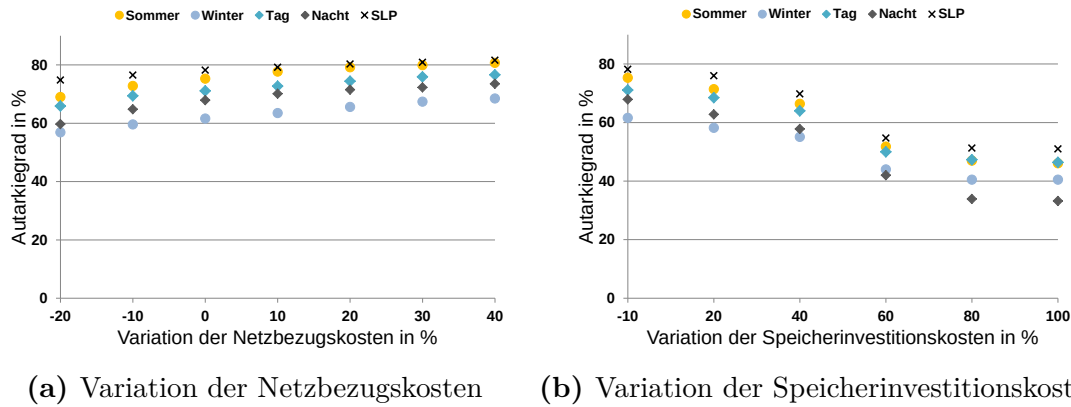 Sommer Winter Tag Nacht SLP
80
60
40
20
0
-20 -10 0 10 20 30 40
Autarkiegrad in %
Variation der Netzbezugskosten in %
(a) Variation der Netzbezugskosten
Sommer Winter Tag Nacht SLP
80
60
40
20
0
-10 20 40 60 80 100
Autarkiegrad in %
Variation der Speicherinvestitionskosten in %
(b) Variation der Speicherinvestitionskost